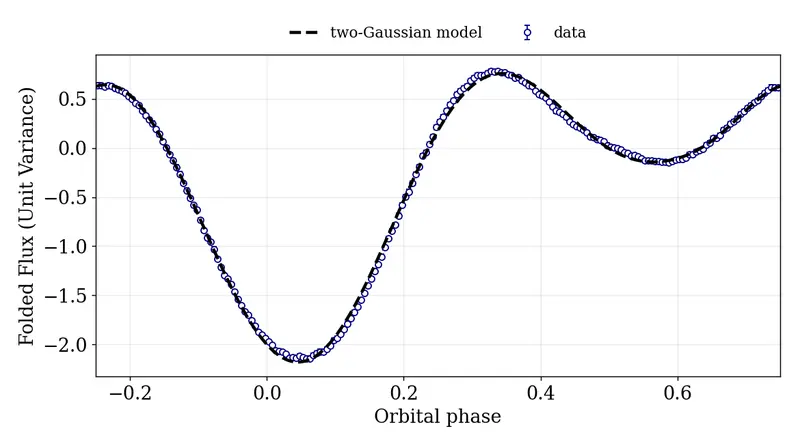 two-Gaussian model
data
Folded Flux (Unit Variance)
0.5
0.0
−0.5
−1.0
−1.5
−2.0
−0.2
0.0
0.2
0.4
0.6
Orbital phase